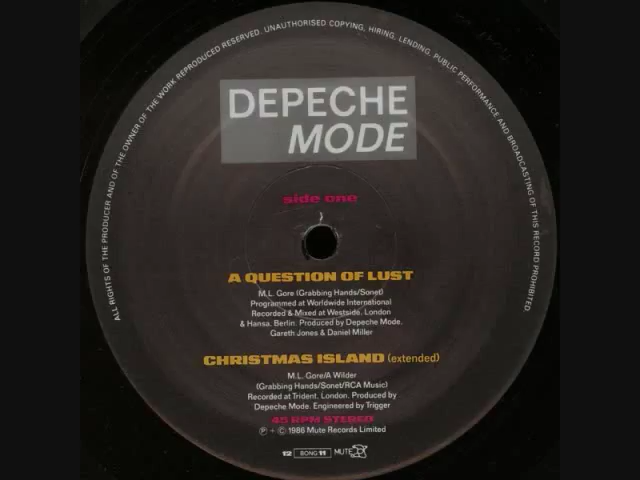 ALL RIGHTS OF THE PRODUCER AND OF THE OWNER OF THE WORK REPRODUCED RESERVED. UNAUTHORISED COPYING, HIRING, LENDING, PUBLIC PERFORMANCE AND BROADCASTING OF THIS RECORD PROHIBITED
DEPECHE
MODE
side one
A QUESTION OF LUST
M.L. Gore (Grabbing Hands/Sonet)
Programmed at Worldwide International
Recorded & Mixed at Westside, London
& Hansa, Berlin. Produced by Depeche Mode,
Gareth Jones & Daniel Miller
CHRISTMAS ISLAND (extended)
M.L. Gore/A Wilder
(Grabbing Hands/Sonet/RCA Music)
Recorded at Trident, London. Produced by
Depeche Mode. Engineered by Trigger
45 RPM STEREO
℗ + © 1986 Mute Records Limited
12 BONG 11 MUTE